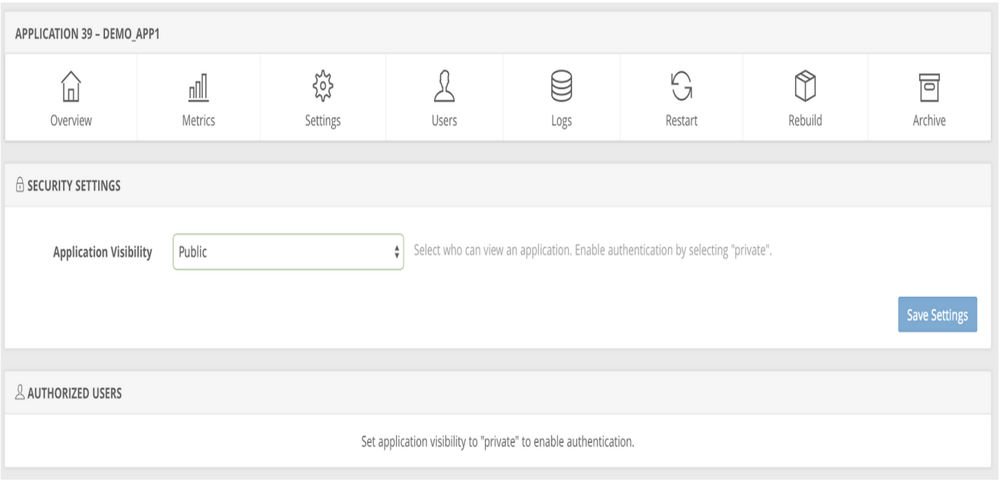 APPLICATION 39 – DEMO_APP1
Overview Metrics Settings Users Logs Restart Rebuild Archive
SECURITY SETTINGS
Application Visibility Public Select who can view an application. Enable authentication by selecting "private".
Save Settings
AUTHORIZED USERS
Set application visibility to "private" to enable authentication.